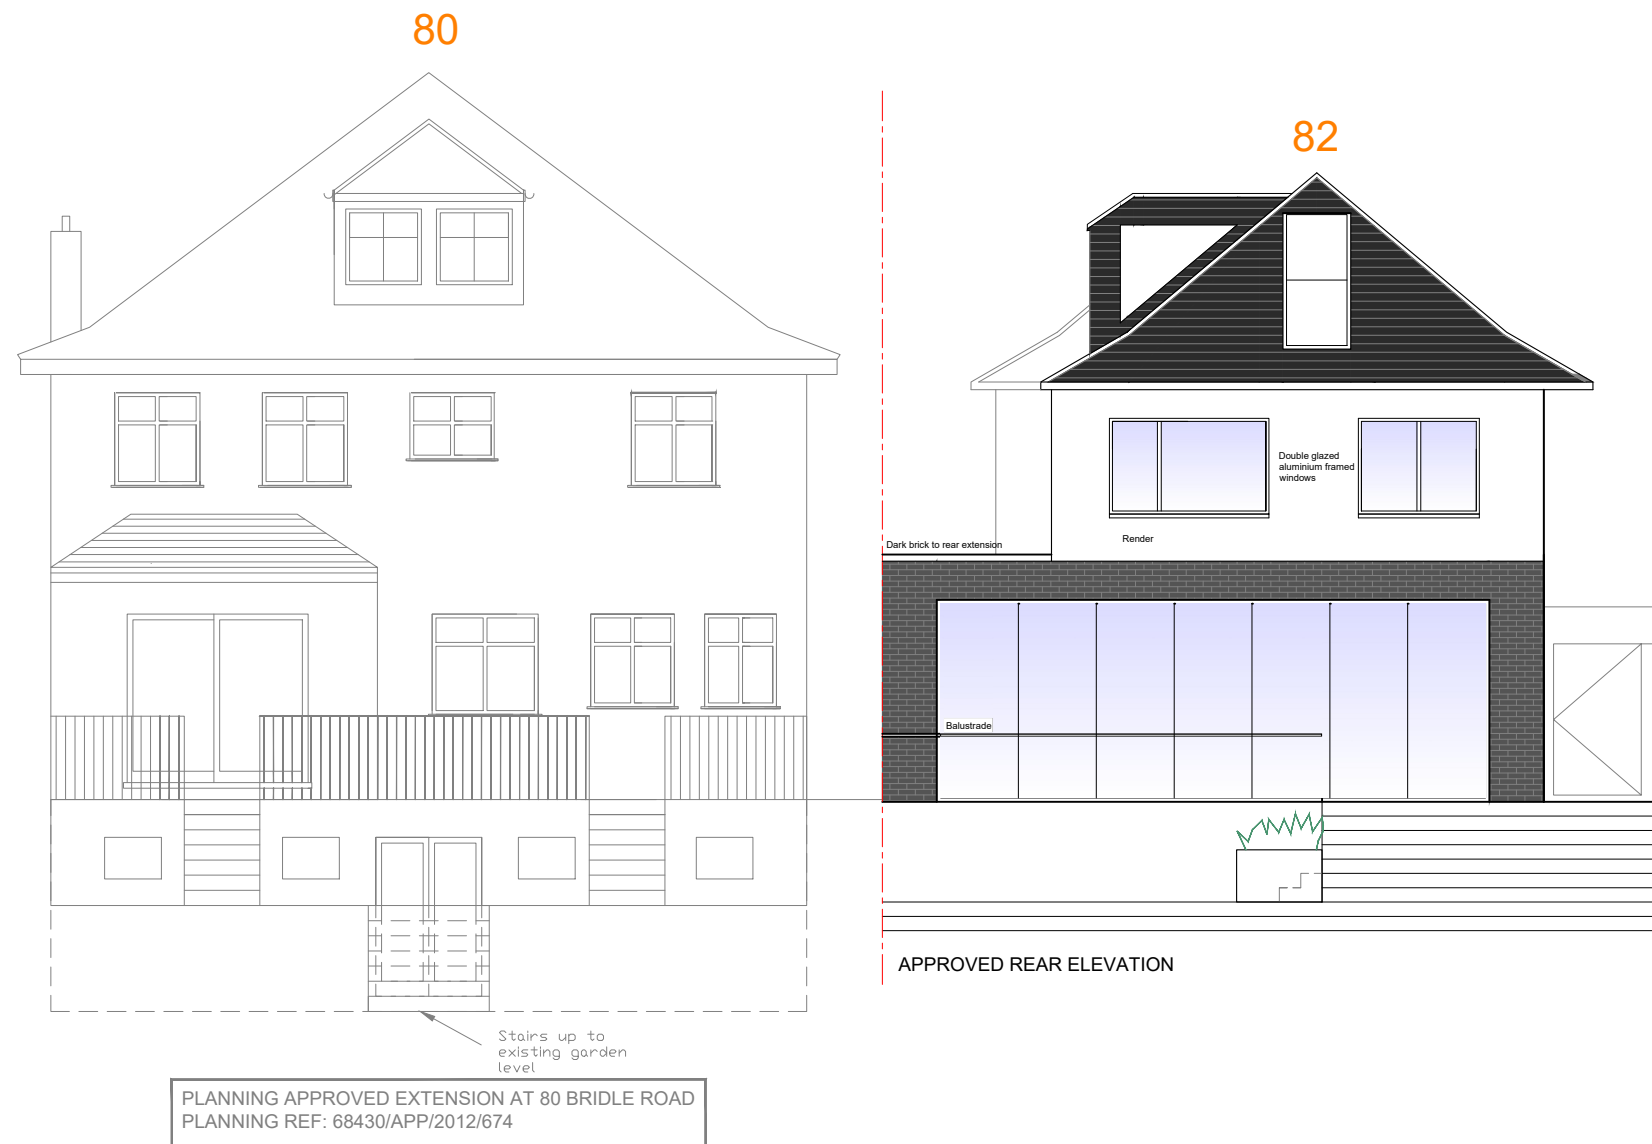 80
82
Double glazed
aluminium framed
windows
Render
Dark brick to rear extension
Balustrade
APPROVED REAR ELEVATION
Stairs up to
existing garden
level
PLANNING APPROVED EXTENSION AT 80 BRIDLE ROAD
PLANNING REF: 68430/APP/2012/674